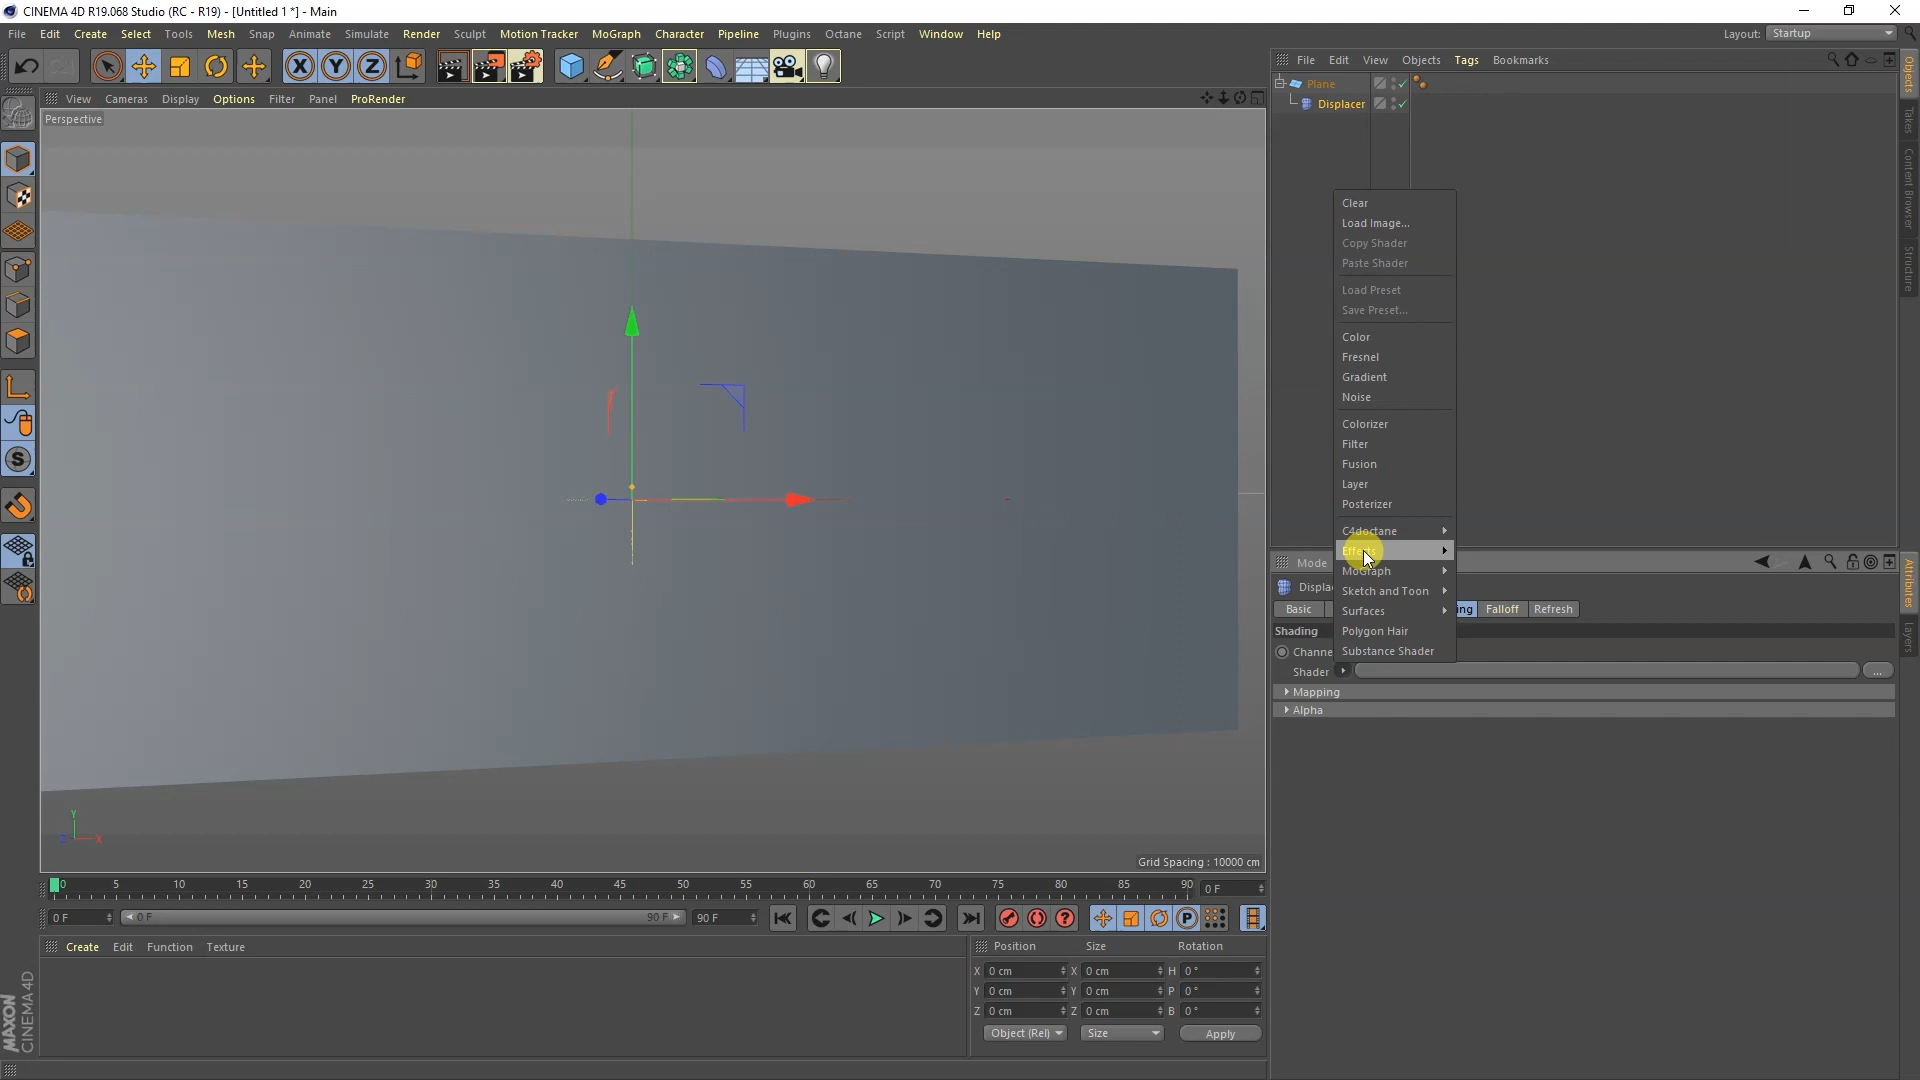 CINEMA 4D R19.068 Studio (RC - R19) - [Untitled 1 *] - Main
File Edit Create Select Tools Mesh Snap Animate Simulate Render Sculpt Motion Tracker MoGraph Character Pipeline Plugins Octane Script Window Help
Layout: Startup
File Edit View Objects Tags Bookmarks
View Cameras Display Options Filter Panel ProRender
Perspective
Plane
Displacer
Objects
Takes
Content Browser
Structure
Clear
Load Image...
Copy Shader
Paste Shader
Load Preset
Save Preset...
Color
Fresnel
Gradient
Noise
Colorizer
Filter
Fusion
Layer
Posterizer
C4doctane
Effects
MoGraph
Sketch and Toon
Surfaces
Polygon Hair
Substance Shader
Mode
Displa
Basic ing Falloff Refresh
Shading
Channe
Shader ...
Mapping
Alpha
Attributes
Layers
Y
X
Z
Grid Spacing : 10000 cm
0 5 10 15 20 25 30 35 40 45 50 55 60 65 70 75 80 85 90 0 F
0 F 0 F 90 F 90 F
Create Edit Function Texture
Position Size Rotation
X 0 cm X 0 cm H 0 °
Y 0 cm Y 0 cm P 0 °
Z 0 cm Z 0 cm B 0 °
Object (Rel) Size Apply
MAXON
CINEMA 4D